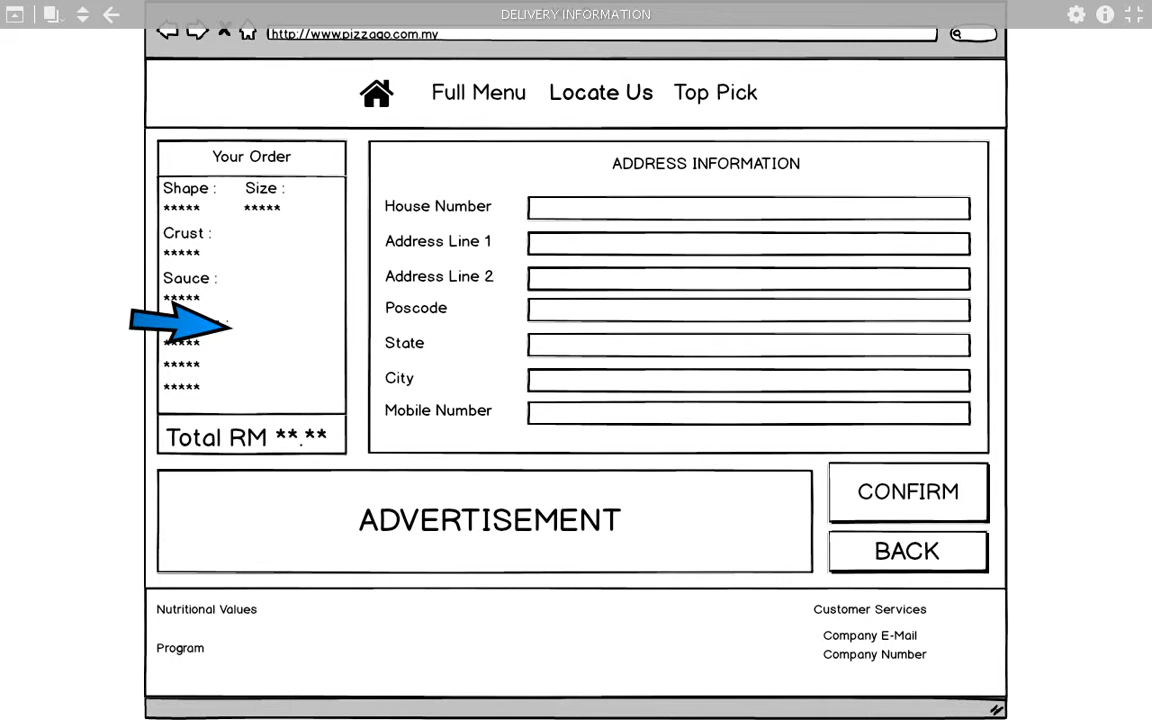 DELIVERY INFORMATION
http://www.pizzago.com.my
Full Menu Locate Us Top Pick
Your Order
Shape : Size :
***** *****
Crust :
*****
Sauce :
*****
*****
*****
*****
Total RM **.**
ADDRESS INFORMATION
House Number
Address Line 1
Address Line 2
Poscode
State
City
Mobile Number
ADVERTISEMENT
CONFIRM
BACK
Nutritional Values
Program
Customer Services
Company E-Mail
Company Number